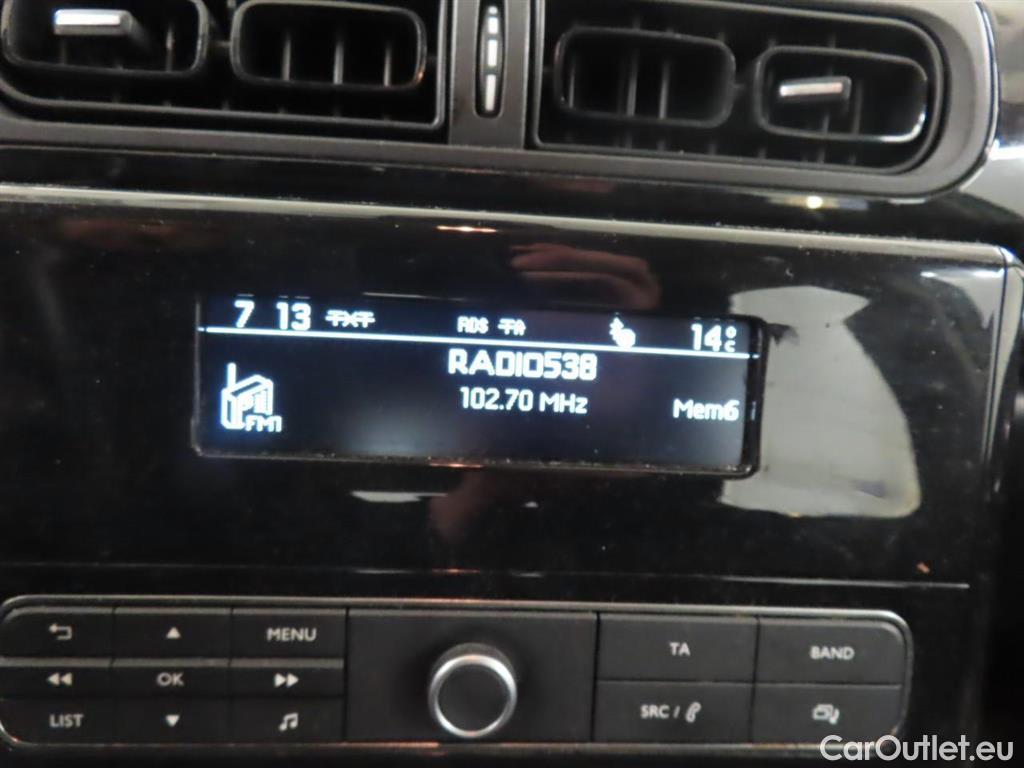 7 13 TXT RDS TA 14°C
RADIO538
102.70 MHz
Mem6
FM1
MENU
TA
BAND
OK
LIST
SRC /
CarOutlet.eu